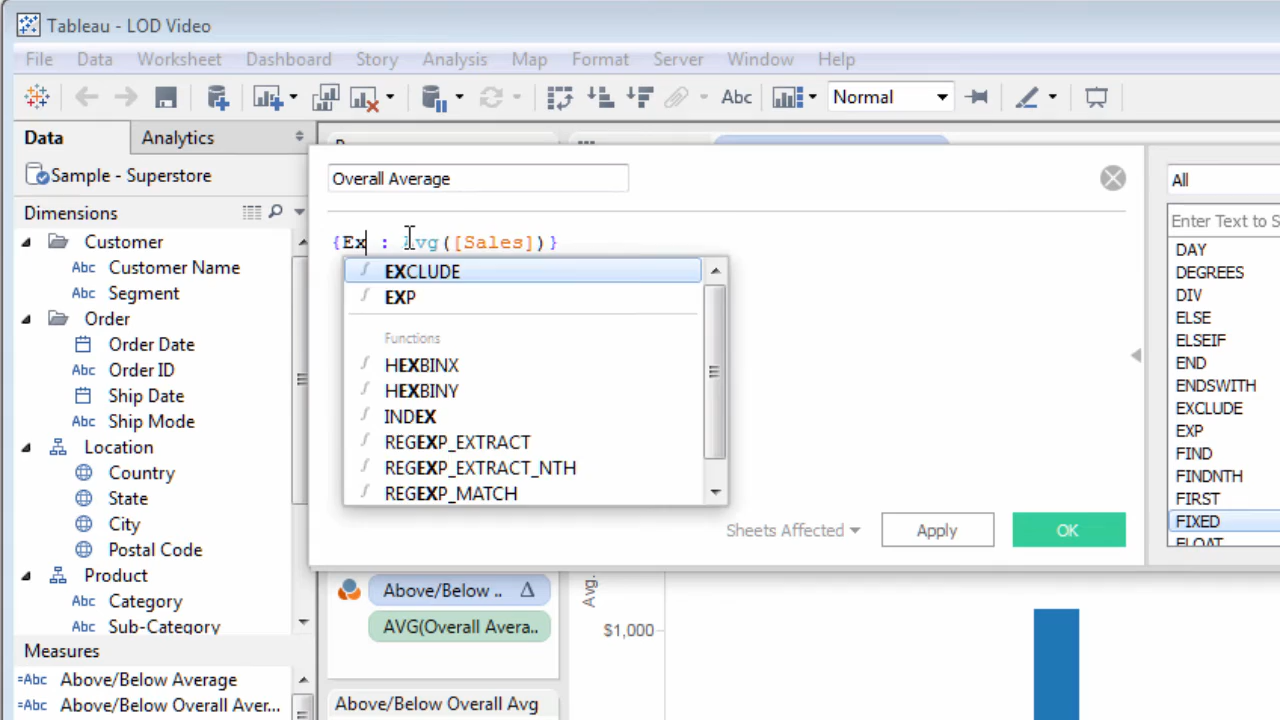 Tableau - LOD Video
File Data Worksheet Dashboard Story Analysis Map Format Server Window Help
Abc Normal
Data Analytics
Sample - Superstore
Dimensions
Customer
Abc Customer Name
Abc Segment
Order
Order Date
Abc Order ID
Ship Date
Abc Ship Mode
Location
Country
State
City
Postal Code
Product
Abc Category
Abc Sub-Category
Measures
=Abc Above/Below Average
=Abc Above/Below Overall Aver...
Overall Average
{Ex : Avg([Sales])}
EXCLUDE
EXP
Functions
HEXBINX
HEXBINY
INDEX
REGEXP_EXTRACT
REGEXP_EXTRACT_NTH
REGEXP_MATCH
Sheets Affected Apply OK
All
Enter Text to S
DAY
DEGREES
DIV
ELSE
ELSEIF
END
ENDSWITH
EXCLUDE
EXP
FIND
FINDNTH
FIRST
FIXED
FLOAT
Above/Below .. Δ
AVG(Overall Avera..
Above/Below Overall Avg
Avg.
$1,000